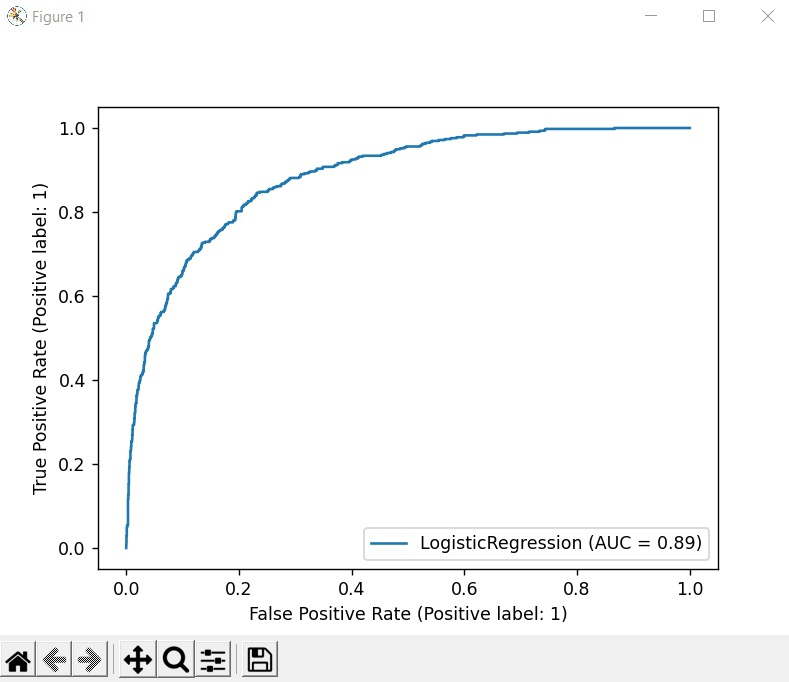 Figure 1
1.0
0.8
0.6
0.4
0.2
0.0
True Positive Rate (Positive label: 1)
LogisticRegression (AUC = 0.89)
0.0 0.2 0.4 0.6 0.8 1.0
False Positive Rate (Positive label: 1)